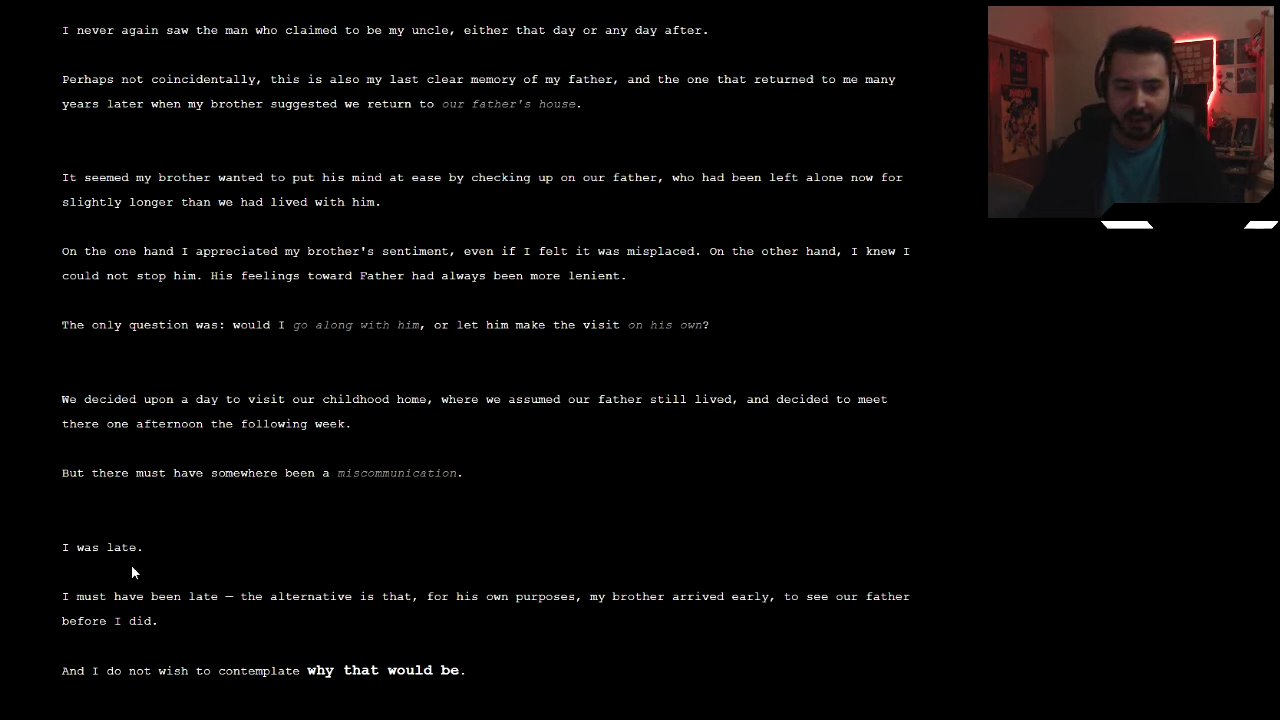 I never again saw the man who claimed to be my uncle, either that day or any day after.
Perhaps not coincidentally, this is also my last clear memory of my father, and the one that returned to me many
years later when my brother suggested we return to our father's house.
It seemed my brother wanted to put his mind at ease by checking up on our father, who had been left alone now for
slightly longer than we had lived with him.
On the one hand I appreciated my brother's sentiment, even if I felt it was misplaced. On the other hand, I knew I
could not stop him. His feelings toward Father had always been more lenient.
The only question was: would I go along with him, or let him make the visit on his own?
We decided upon a day to visit our childhood home, where we assumed our father still lived, and decided to meet
there one afternoon the following week.
But there must have somewhere been a miscommunication.
I was late.
I must have been late — the alternative is that, for his own purposes, my brother arrived early, to see our father
before I did.
And I do not wish to contemplate why that would be.